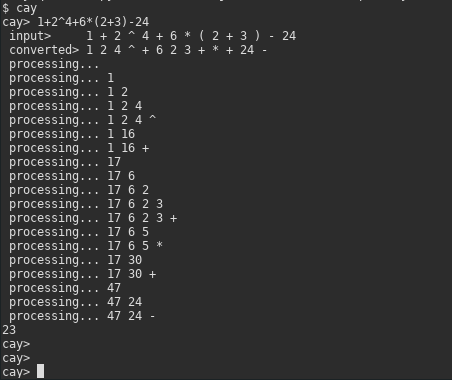 $ cay
cay> 1+2^4+6*(2+3)-24
input>     1 + 2 ^ 4 + 6 * ( 2 + 3 ) - 24
converted> 1 2 4 ^ + 6 2 3 + * + 24 -
processing...
processing... 1
processing... 1 2
processing... 1 2 4
processing... 1 2 4 ^
processing... 1 16
processing... 1 16 +
processing... 17
processing... 17 6
processing... 17 6 2
processing... 17 6 2 3
processing... 17 6 2 3 +
processing... 17 6 5
processing... 17 6 5 *
processing... 17 30
processing... 17 30 +
processing... 47
processing... 47 24
processing... 47 24 -
23
cay>
cay>
cay>